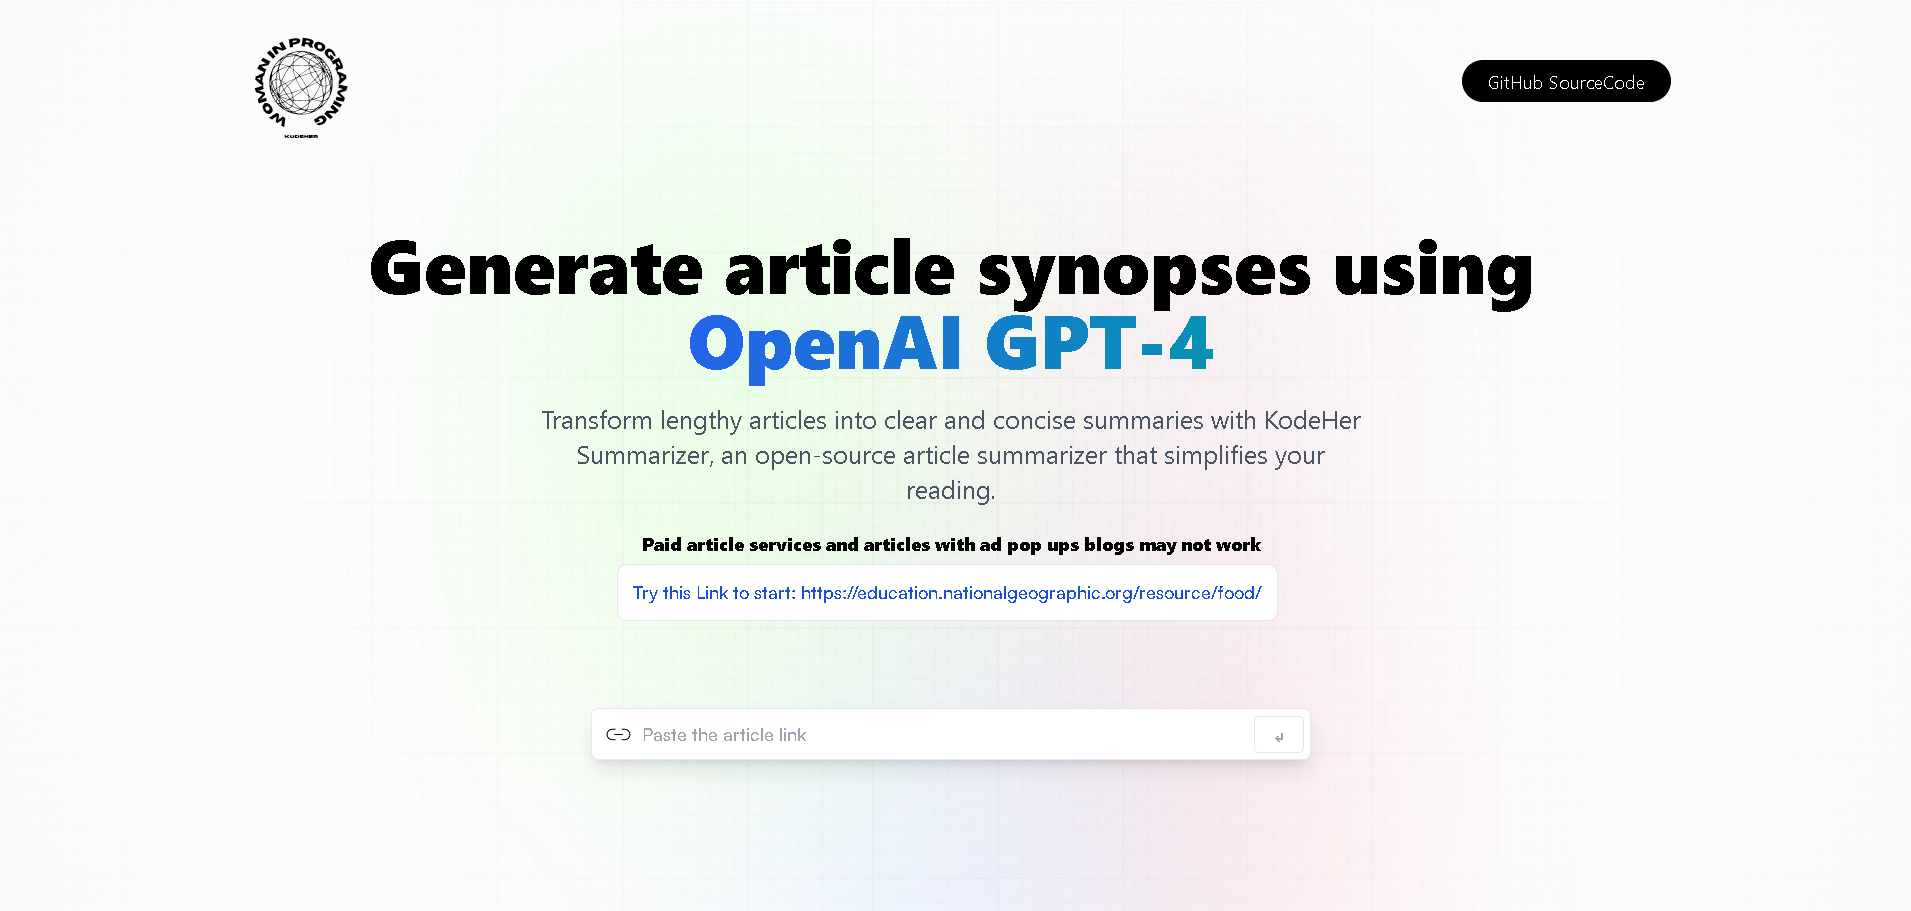 WOMAN IN PROGRAMMING
KODEHER
GitHub SourceCode
Generate article synopses using
OpenAI GPT-4
Transform lengthy articles into clear and concise summaries with KodeHer
Summarizer, an open-source article summarizer that simplifies your
reading.
Paid article services and articles with ad pop ups blogs may not work
Try this Link to start: https://education.nationalgeographic.org/resource/food/
Paste the article link
↵